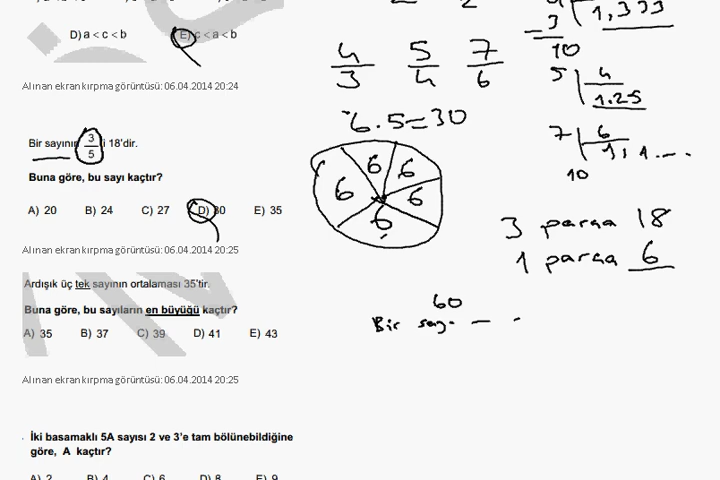 D) a < c < b E) c < a < b
Alınan ekran kırpma görüntüsü: 06.04.2014 20:24
Bir sayının 3/5 i 18'dir.
Buna göre, bu sayı kaçtır?
A) 20 B) 24 C) 27 D) 30 E) 35
Alınan ekran kırpma görüntüsü: 06.04.2014 20:25
Ardışık üç tek sayının ortalaması 35'tir.
Buna göre, bu sayıların en büyüğü kaçtır?
A) 35 B) 37 C) 39 D) 41 E) 43
Alınan ekran kırpma görüntüsü: 06.04.2014 20:25
İki basamaklı 5A sayısı 2 ve 3'e tam bölünebildiğine
göre, A kaçtır?
A) 2 B) 4 C) 6 D) 8 E) 9
4/3 5/4 7/6
6.5=30
6 6 6 6 6
3 1,333
10
5 4
1.25
7 6
1,1....
10
3 parça 18
1 parça 6
60
Bir sayı